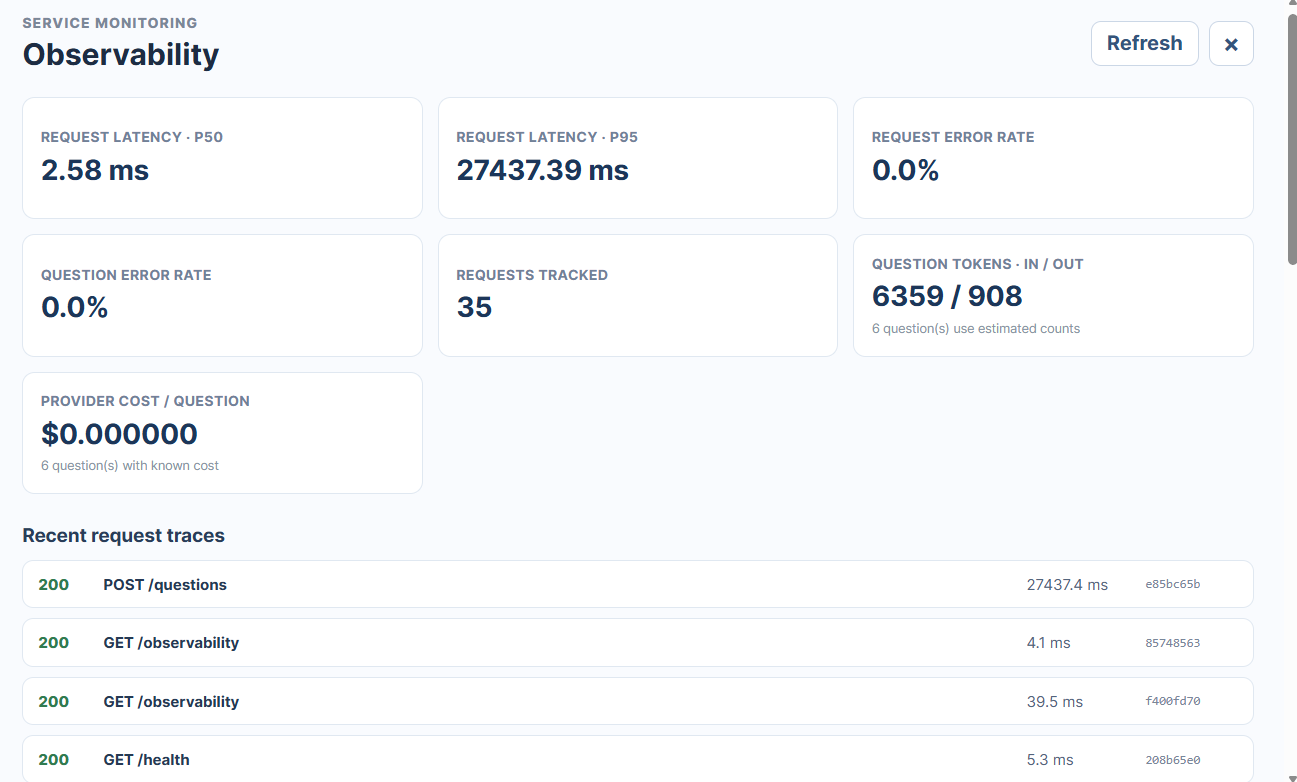 SERVICE MONITORING
Observability
Refresh
×
REQUEST LATENCY · P50
2.58 ms
REQUEST LATENCY · P95
27437.39 ms
REQUEST ERROR RATE
0.0%
QUESTION ERROR RATE
0.0%
REQUESTS TRACKED
35
QUESTION TOKENS · IN / OUT
6359 / 908
6 question(s) use estimated counts
PROVIDER COST / QUESTION
$0.000000
6 question(s) with known cost
Recent request traces
200 POST /questions 27437.4 ms e85bc65b
200 GET /observability 4.1 ms 85748563
200 GET /observability 39.5 ms f400fd70
200 GET /health 5.3 ms 208b65e0